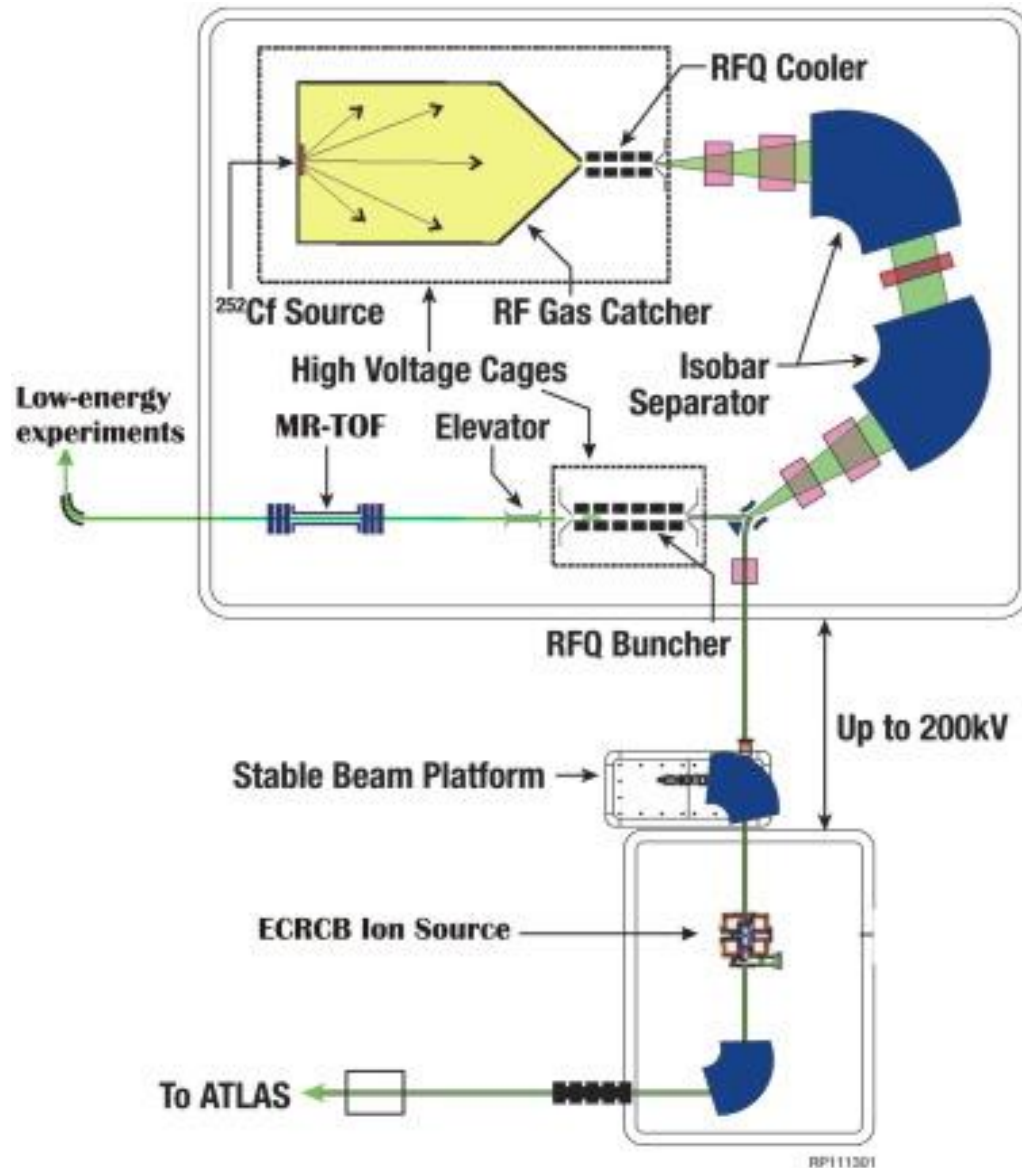 RFQ Cooler
252Cf Source
RF Gas Catcher
High Voltage Cages
Isobar
Separator
Low-energy
experiments
MR-TOF
Elevator
RFQ Buncher
Up to 200kV
Stable Beam Platform
ECRCB Ion Source
To ATLAS
RP111301